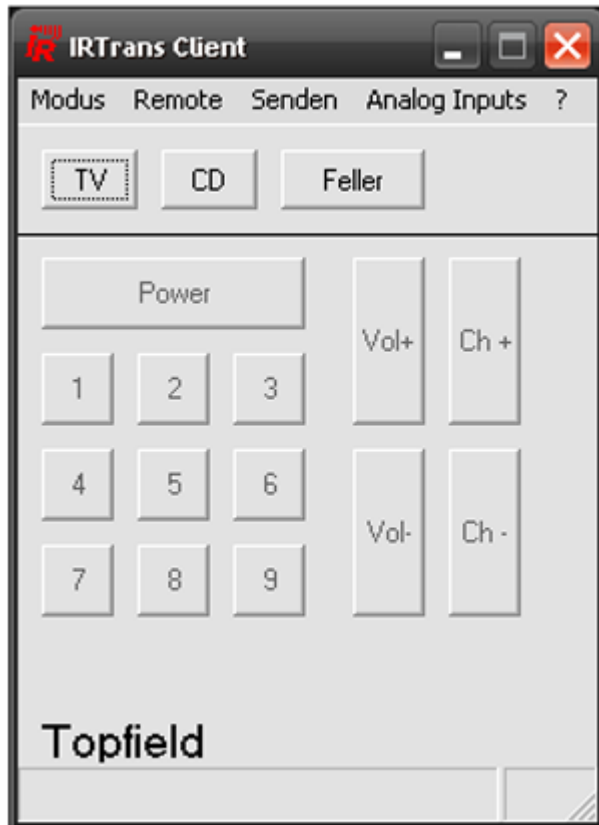 IRTrans Client
Modus Remote Senden Analog Inputs ?
TV CD Feller
Power
Vol+ Ch +
1 2 3
4 5 6
Vol- Ch -
7 8 9
Topfield